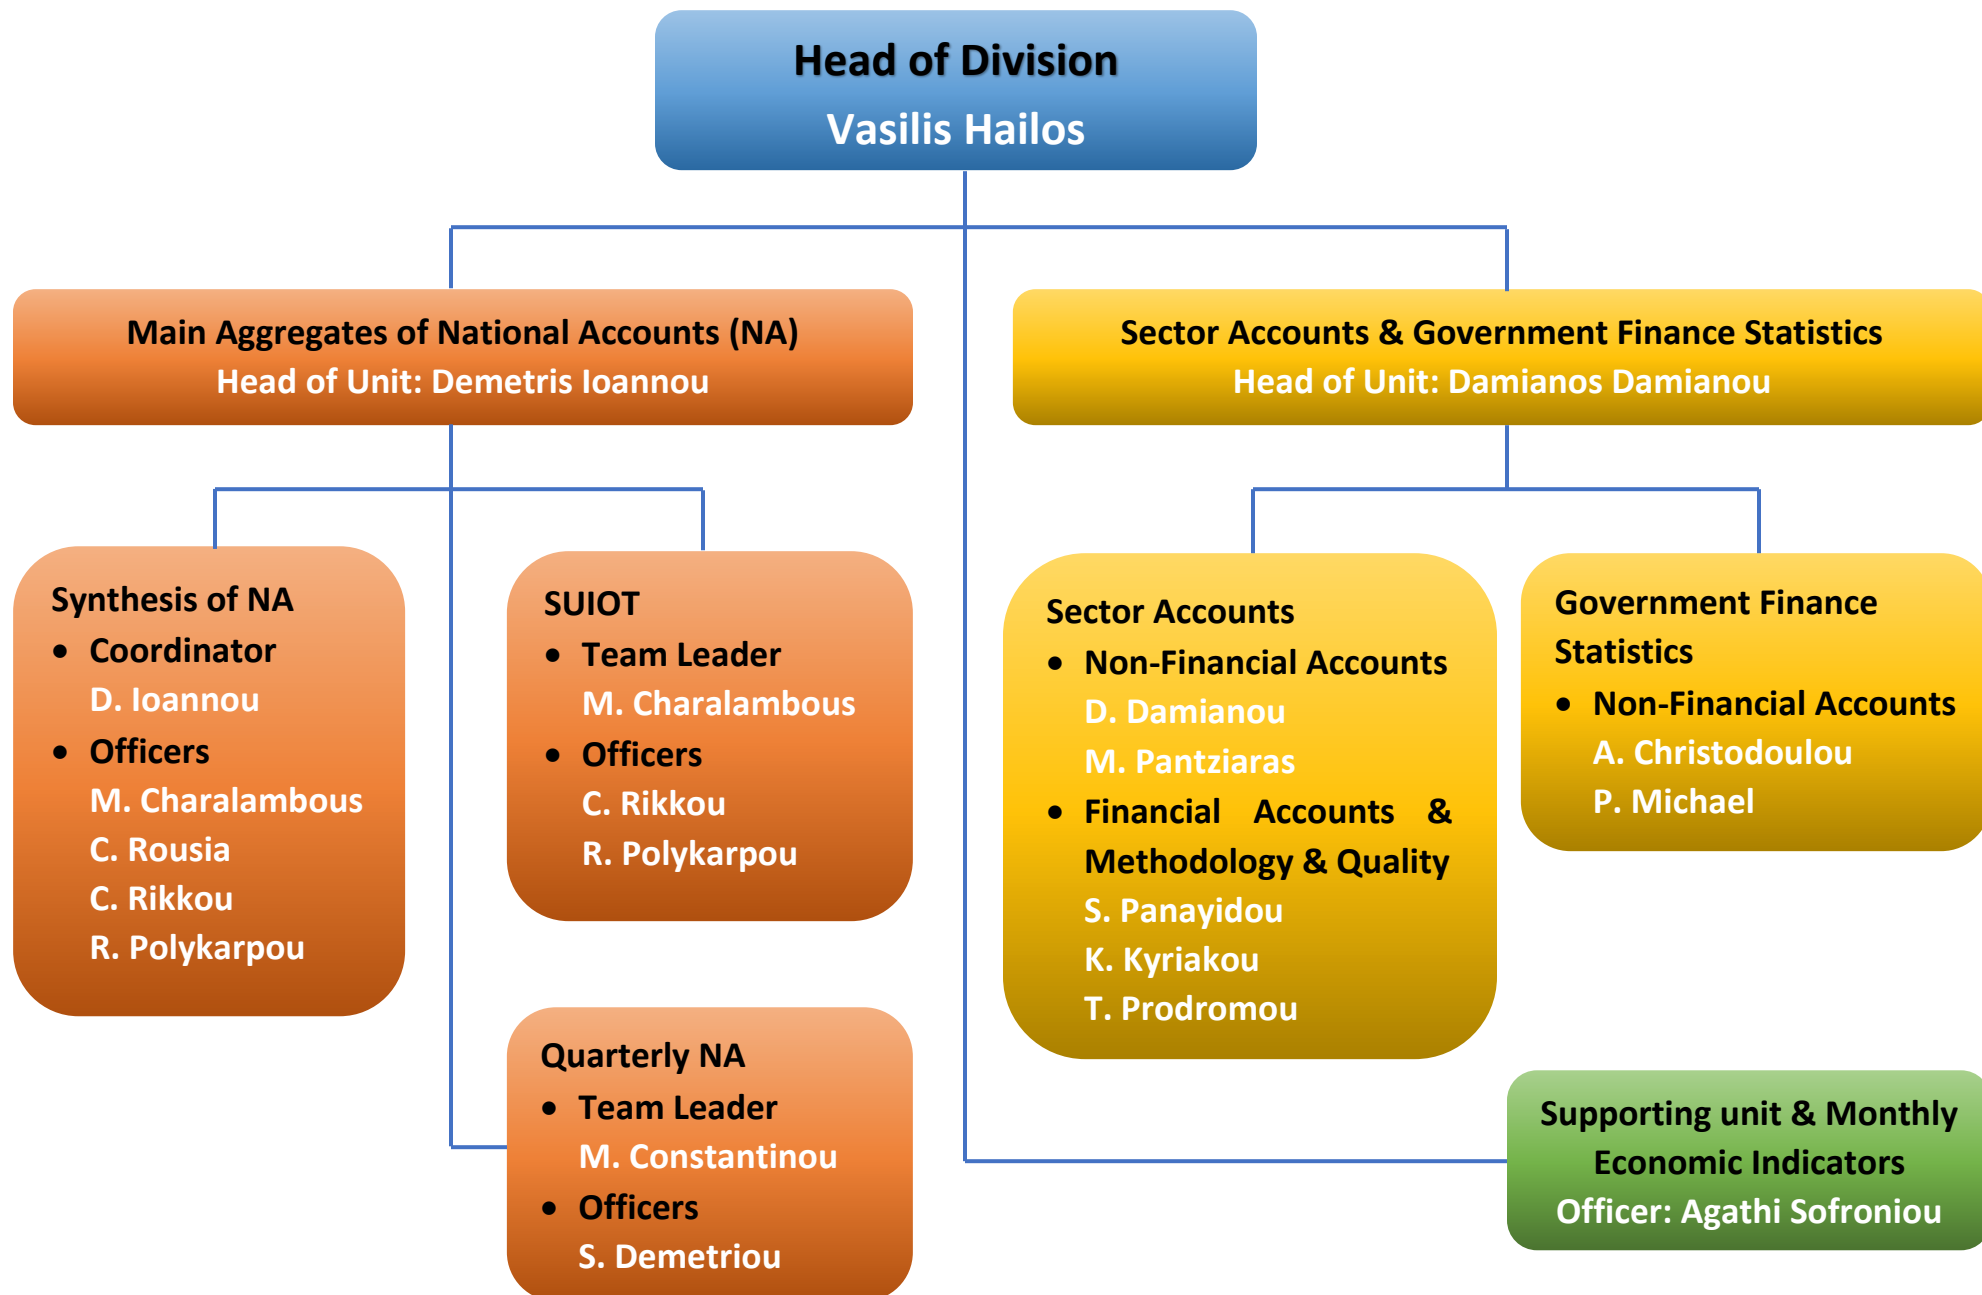 Head of Division
Vasilis Hailos
Main Aggregates of National Accounts (NA)
Head of Unit: Demetris Ioannou
Sector Accounts & Government Finance Statistics
Head of Unit: Damianos Damianou
Synthesis of NA
• Coordinator
D. Ioannou
• Officers
M. Charalambous
C. Rousia
C. Rikkou
R. Polykarpou
SUIOT
• Team Leader
M. Charalambous
• Officers
C. Rikkou
R. Polykarpou
Quarterly NA
• Team Leader
M. Constantinou
• Officers
S. Demetriou
Sector Accounts
• Non-Financial Accounts
D. Damianou
M. Pantziaras
• Financial Accounts &
Methodology & Quality
S. Panayidou
K. Kyriakou
T. Prodromou
Government Finance
Statistics
• Non-Financial Accounts
A. Christodoulou
P. Michael
Supporting unit & Monthly
Economic Indicators
Officer: Agathi Sofroniou